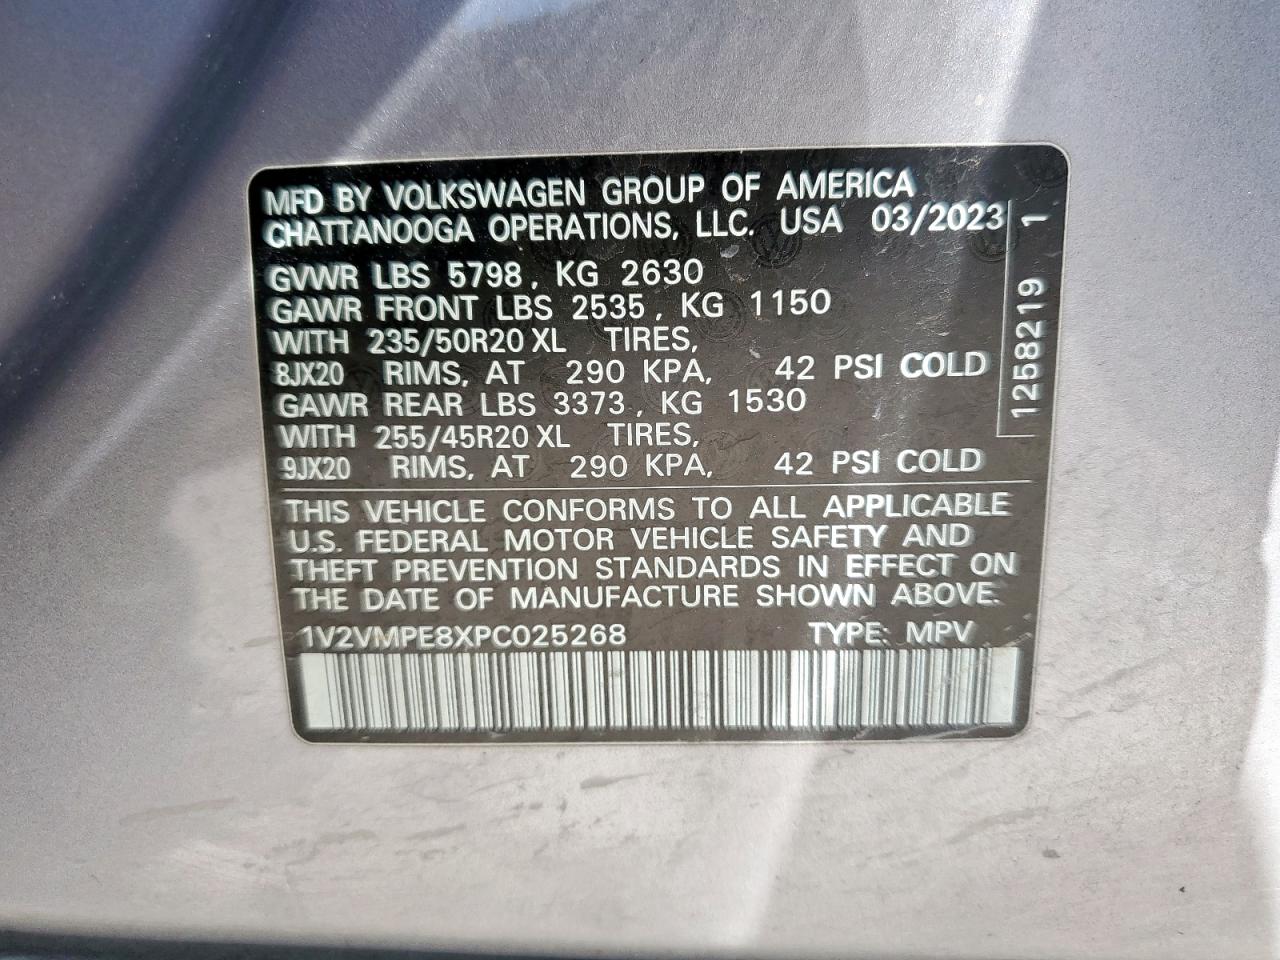 MFD BY VOLKSWAGEN GROUP OF AMERICA
CHATTANOOGA OPERATIONS, LLC. USA 03/2023
GVWR LBS 5798, KG 2630
GAWR FRONT LBS 2535, KG 1150
WITH 235/50R20 XL TIRES,
8JX20 RIMS, AT 290 KPA, 42 PSI COLD
GAWR REAR LBS 3373, KG 1530
WITH 255/45R20 XL TIRES,
9JX20 RIMS, AT 290 KPA, 42 PSI COLD
1258219 1
THIS VEHICLE CONFORMS TO ALL APPLICABLE
U.S. FEDERAL MOTOR VEHICLE SAFETY AND
THEFT PREVENTION STANDARDS IN EFFECT ON
THE DATE OF MANUFACTURE SHOWN ABOVE.
1V2VMPE8XPC025268 TYPE: MPV